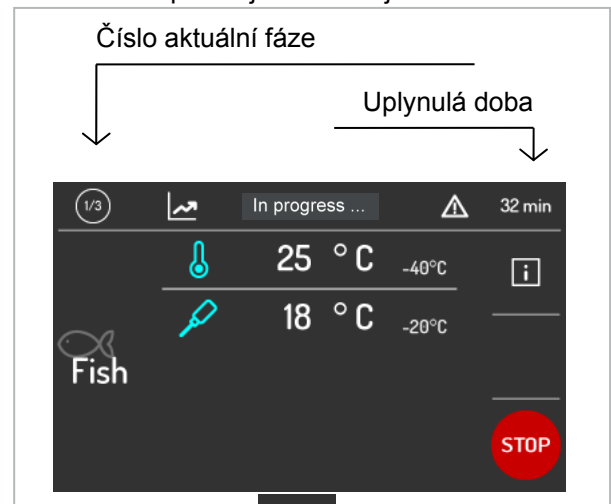 Číslo aktuální fáze
Uplynulá doba
1/3
In progress ...
32 min
25 °C -40°C
i
18 °C -20°C
Fish
STOP